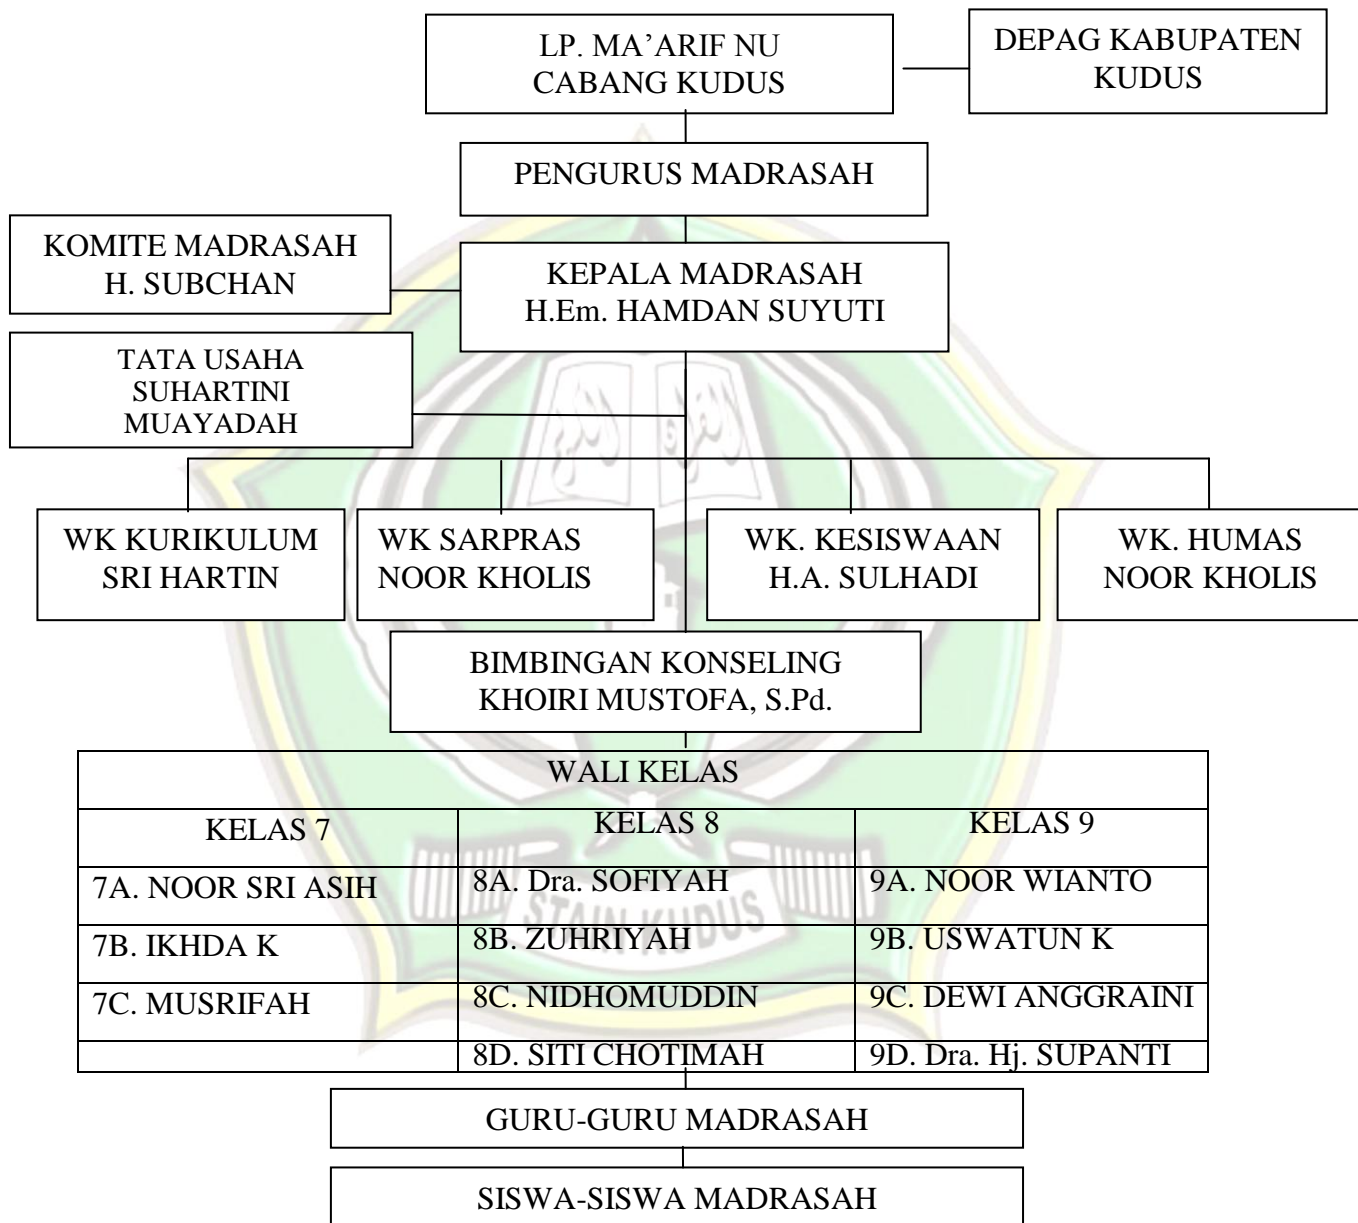 LP. MA’ARIF NU
CABANG KUDUS
DEPAG KABUPATEN
KUDUS
PENGURUS MADRASAH
KOMITE MADRASAH
H. SUBCHAN
KEPALA MADRASAH
H.Em. HAMDAN SUYUTI
TATA USAHA
SUHARTINI
MUAYADAH
WK KURIKULUM
SRI HARTIN
WK SARPRAS
NOOR KHOLIS
WK. KESISWAAN
H.A. SULHADI
WK. HUMAS
NOOR KHOLIS
BIMBINGAN KONSELING
KHOIRI MUSTOFA, S.Pd.
WALI KELAS
KELAS 7
KELAS 8
KELAS 9
7A. NOOR SRI ASIH
8A. Dra. SOFIYAH
9A. NOOR WIANTO
7B. IKHDA K
8B. ZUHRIYAH
9B. USWATUN K
7C. MUSRIFAH
8C. NIDHOMUDDIN
9C. DEWI ANGGRAINI
8D. SITI CHOTIMAH
9D. Dra. Hj. SUPANTI
STAIN KUDUS
GURU-GURU MADRASAH
SISWA-SISWA MADRASAH